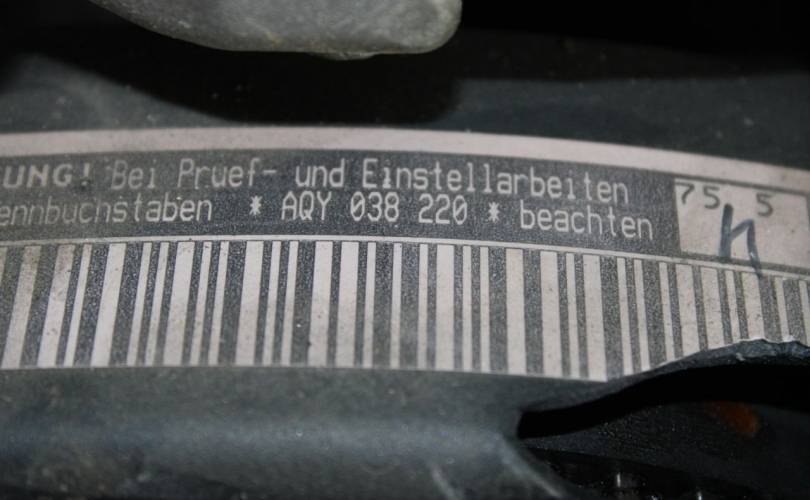 UNG! Bei Pruef- und Einstellarbeiten
ennbuchstaben * AQY 038 220 * beachten
75 5